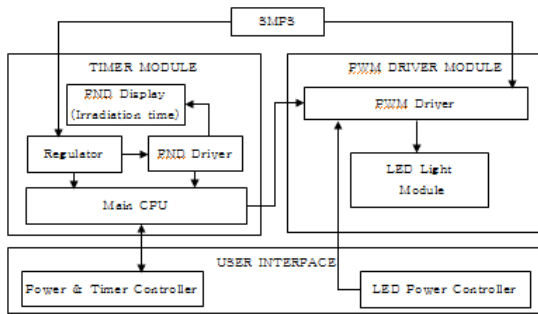 SMPS
TIMER MODULE
PWM DRIVER MODULE
FND Display
(Irradiation time)
PWM Driver
Regulator
FND Driver
LED Light
Module
Main CPU
USER INTERFACE
Power & Timer Controller
LED Power Controller